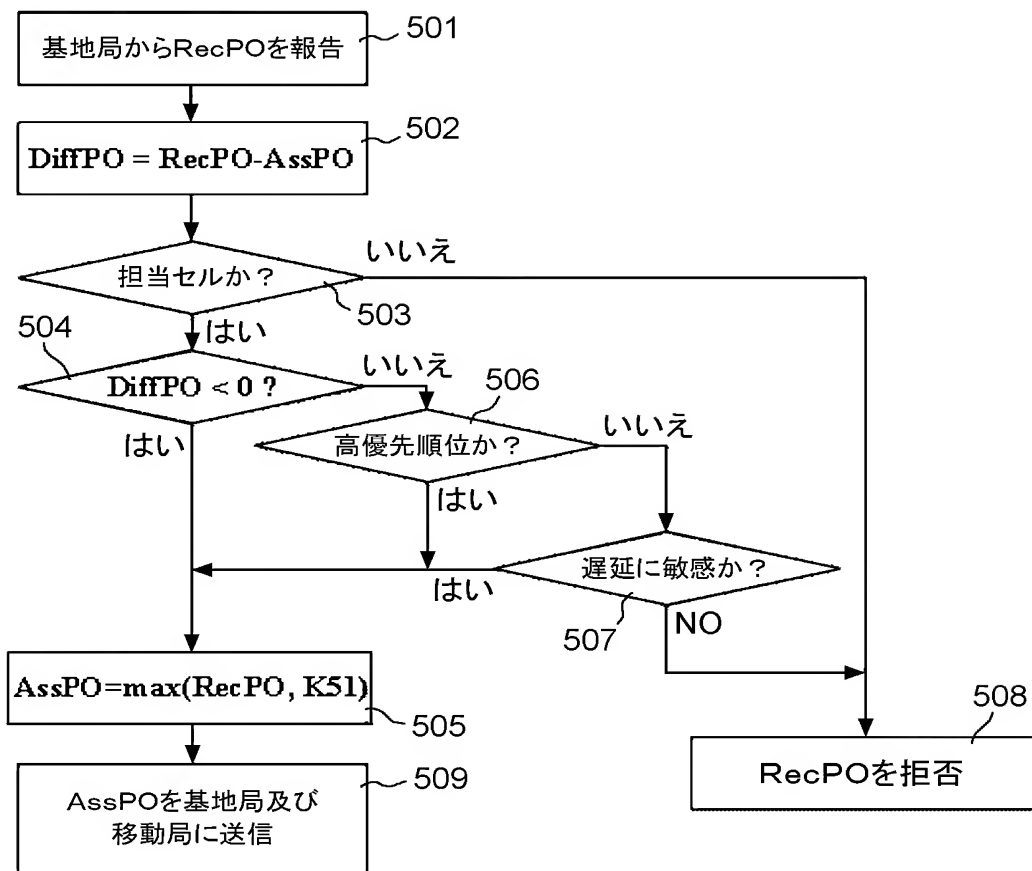 基地局からRecPOを報告
501
502
DiffPO = RecPO-AssPO
いいえ
担当セルか？
503
はい
504
いいえ
DiffPO < 0 ?
506
はい
高優先順位か？
いいえ
はい
遅延に敏感か？
はい
507
NO
AssPO=max(RecPO, K51)
505
508
RecPOを拒否
509
AssPOを基地局及び
移動局に送信